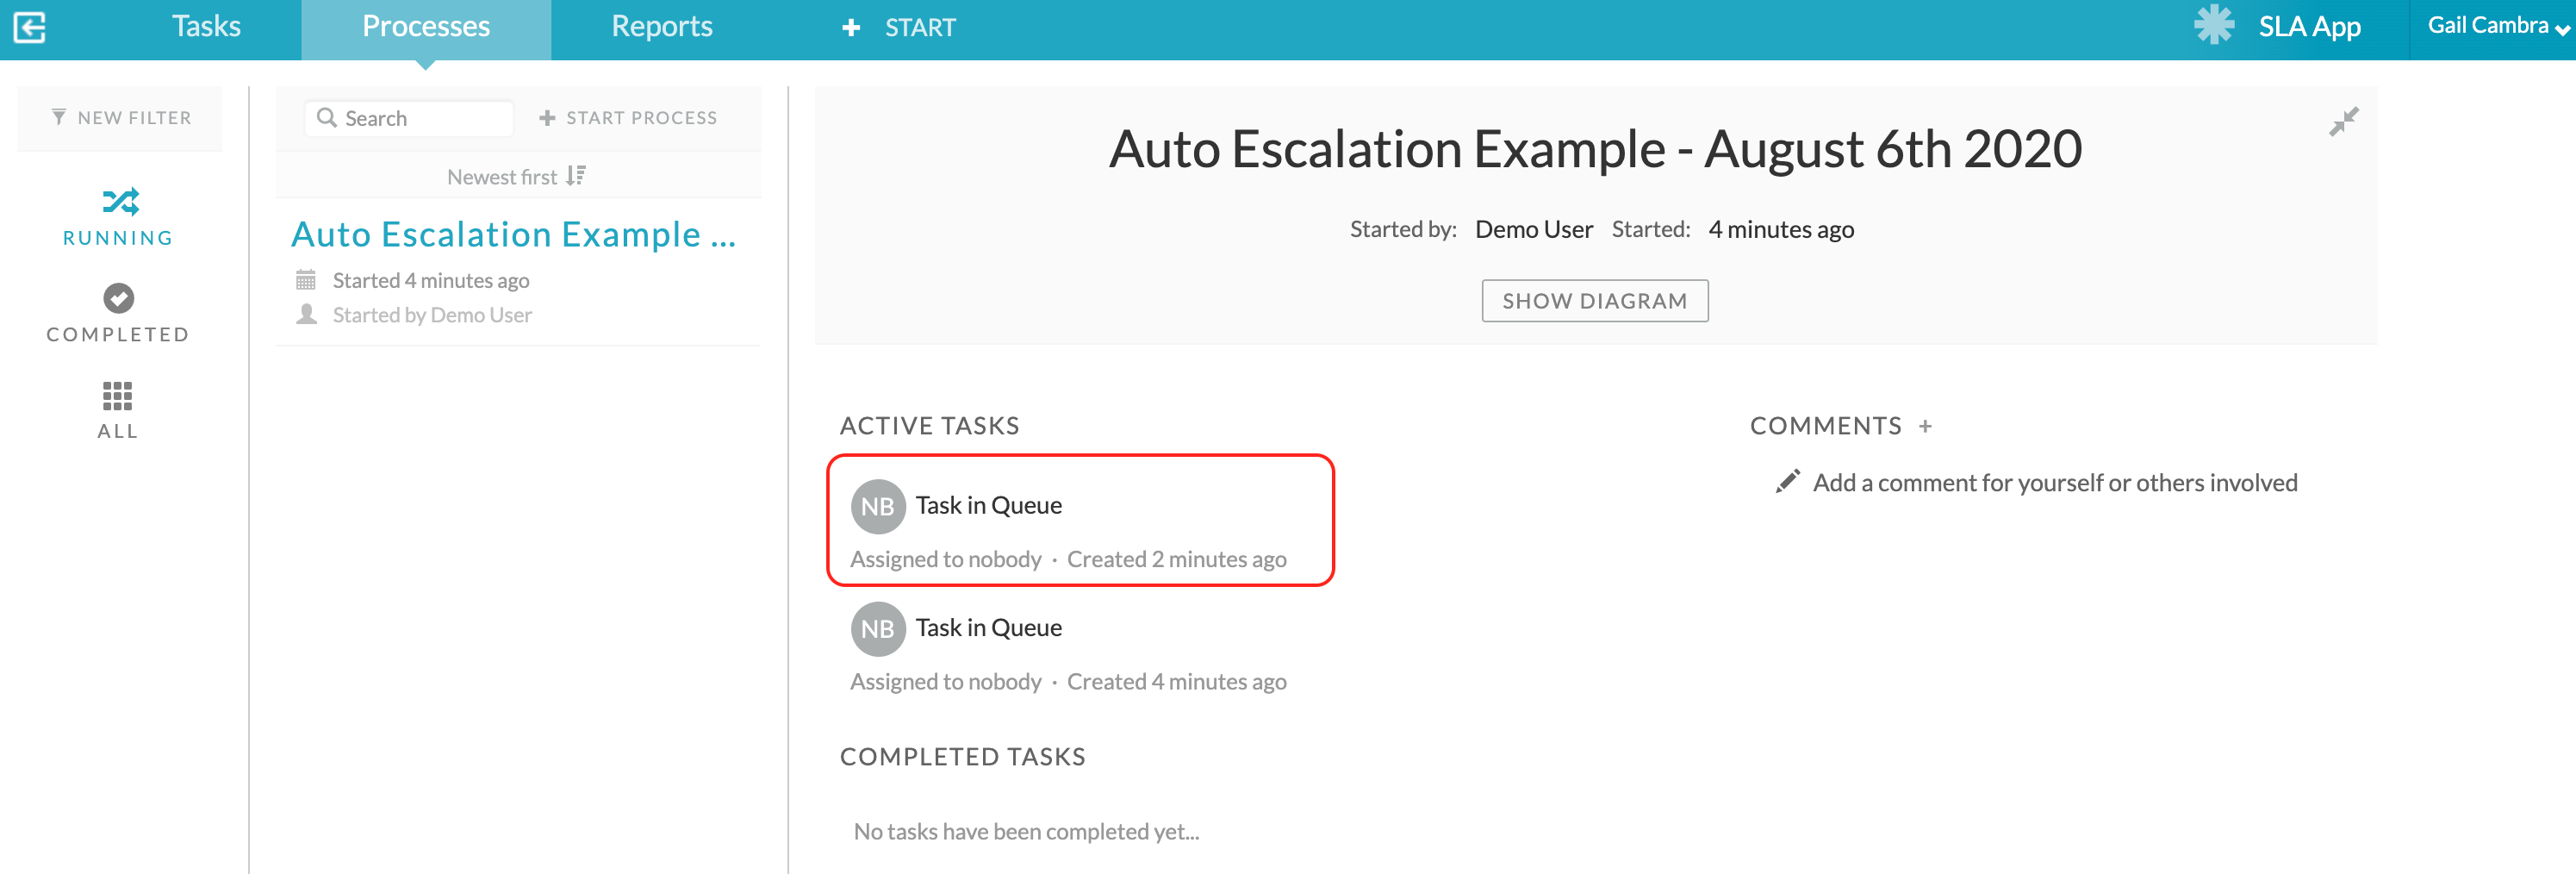 Tasks
Processes
Reports
START
SLA App
Gail Cambra
NEW FILTER
RUNNING
COMPLETED
ALL
Search
START PROCESS
Newest first
Auto Escalation Example ...
Started 4 minutes ago
Started by Demo User
Auto Escalation Example - August 6th 2020
Started by: Demo User Started: 4 minutes ago
SHOW DIAGRAM
ACTIVE TASKS
NB Task in Queue
Assigned to nobody · Created 2 minutes ago
NB Task in Queue
Assigned to nobody · Created 4 minutes ago
COMPLETED TASKS
No tasks have been completed yet...
COMMENTS +
Add a comment for yourself or others involved